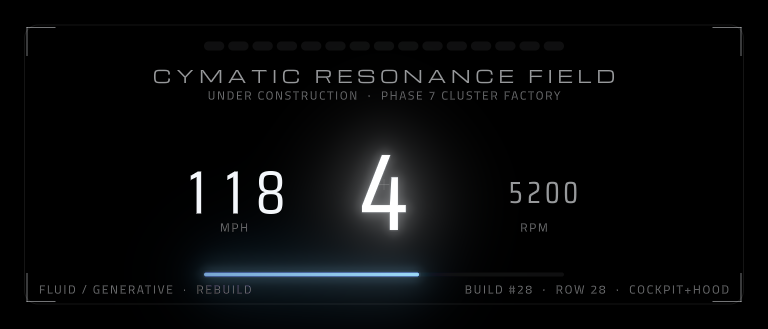 CYMATIC RESONANCE FIELD
UNDER CONSTRUCTION · PHASE 7 CLUSTER FACTORY
118 4 5200
MPH RPM
FLUID / GENERATIVE · REBUILD BUILD #28 · ROW 28 · COCKPIT+HOOD